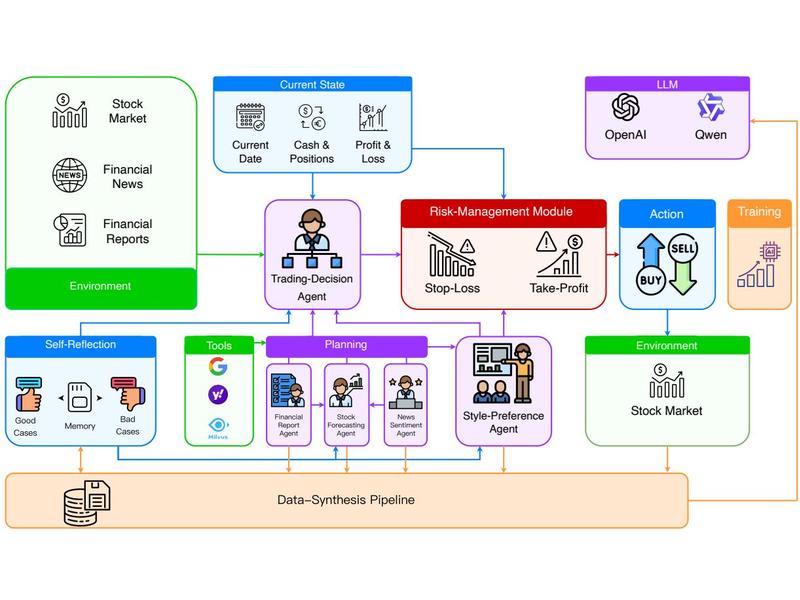 Current State
LLM
Stock
Market
Current
Date
Cash &
Positions
Profit &
Loss
OpenAI
Qwen
NEWS
Financial
News
Financial
Reports
Environment
Trading-Decision
Agent
Risk-Management Module
Stop-Loss
Take-Profit
Action
BUY
SELL
Training
AI
Self-Reflection
Good
Cases
Memory
Bad
Cases
Tools
Milvus
Planning
Financial
Report
Agent
Stock
Forecasting
Agent
News
Sentiment
Agent
Style-Preference
Agent
Environment
Stock Market
Data–Synthesis Pipeline